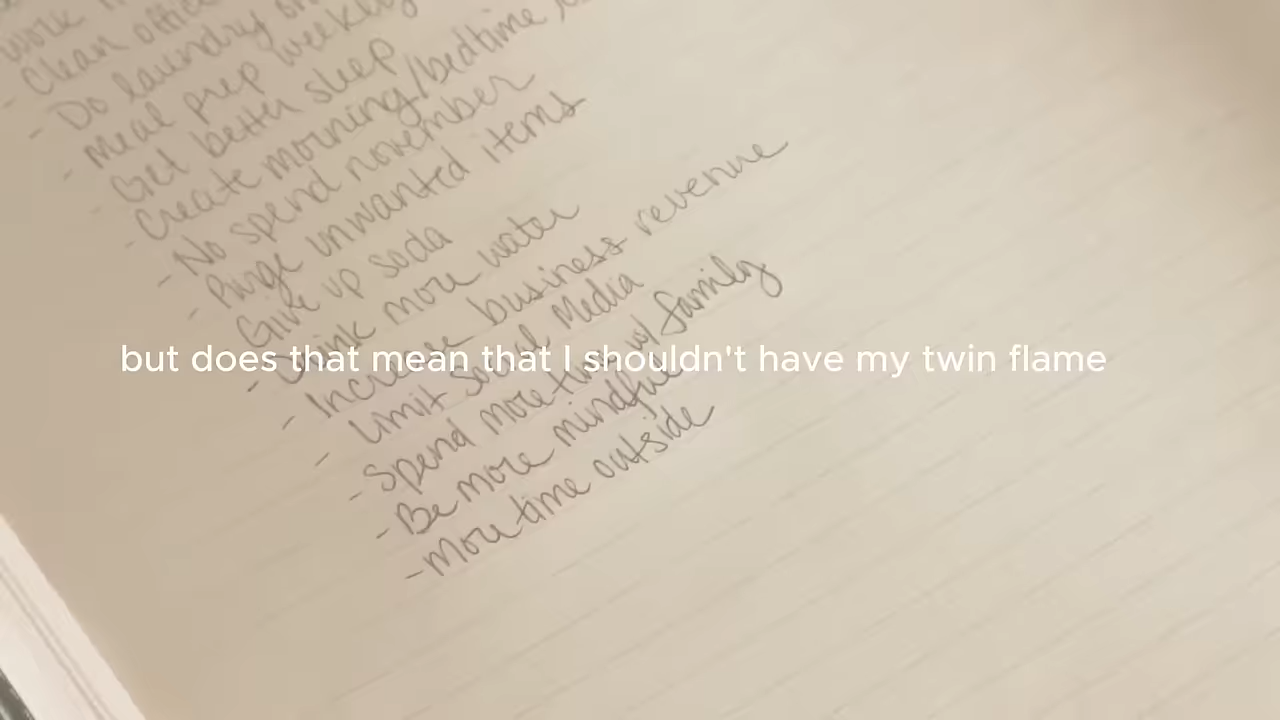 work
- Clean office
- Do laundry on
- Meal prep weekly
- Get better sleep
- Create morning/bedtime
- No spend november
- Purge unwanted items
- Give up soda
- Drink more water
- Increase business revenue
- Limit Social Media
- Spend more time w/ family
- Be more mindful
- More time outside
but does that mean that I shouldn't have my twin flame